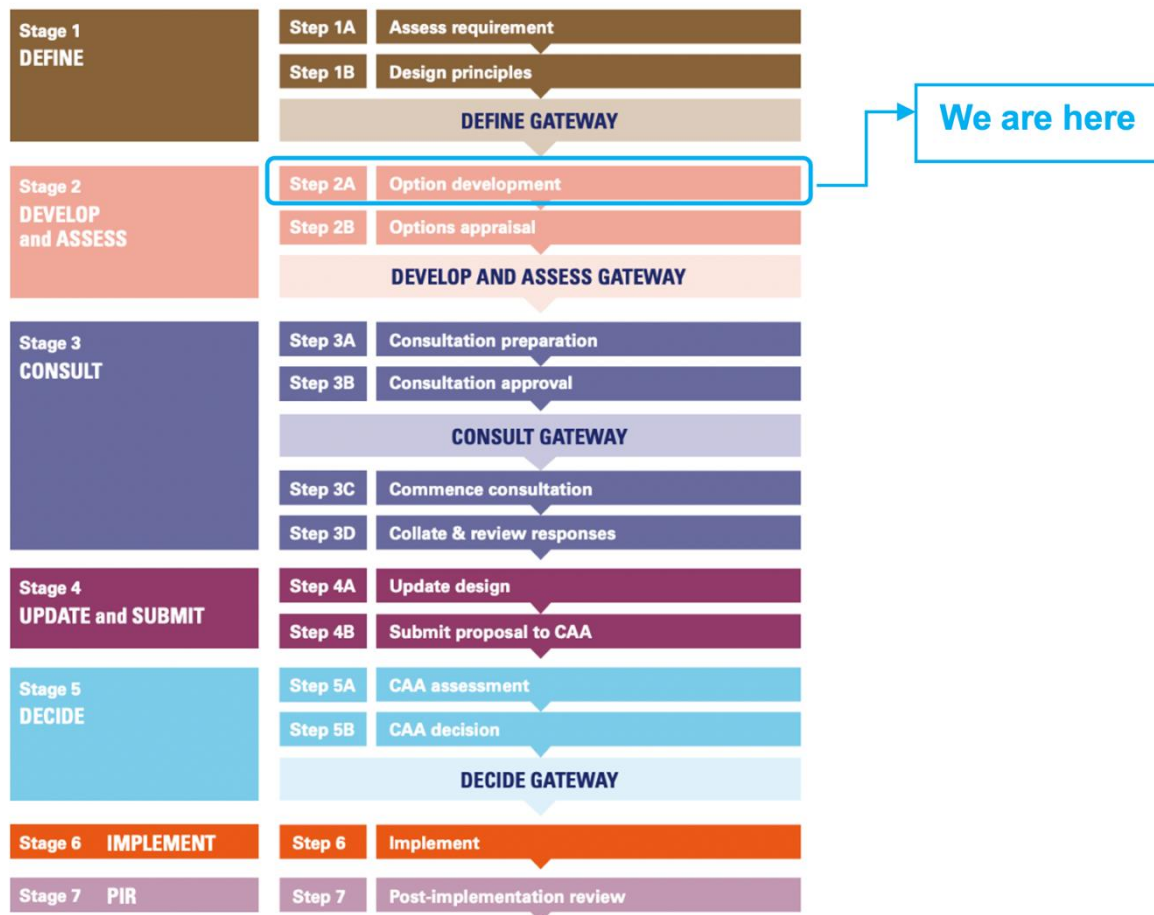 Stage 1
DEFINE
Step 1A Assess requirement
Step 1B Design principles
DEFINE GATEWAY
We are here
Stage 2
DEVELOP
and ASSESS
Step 2A Option development
Step 2B Options appraisal
DEVELOP AND ASSESS GATEWAY
Stage 3
CONSULT
Step 3A Consultation preparation
Step 3B Consultation approval
CONSULT GATEWAY
Step 3C Commence consultation
Step 3D Collate & review responses
Stage 4
UPDATE and SUBMIT
Step 4A Update design
Step 4B Submit proposal to CAA
Stage 5
DECIDE
Step 5A CAA assessment
Step 5B CAA decision
DECIDE GATEWAY
Stage 6 IMPLEMENT Step 6 Implement
Stage 7 PIR Step 7 Post-implementation review